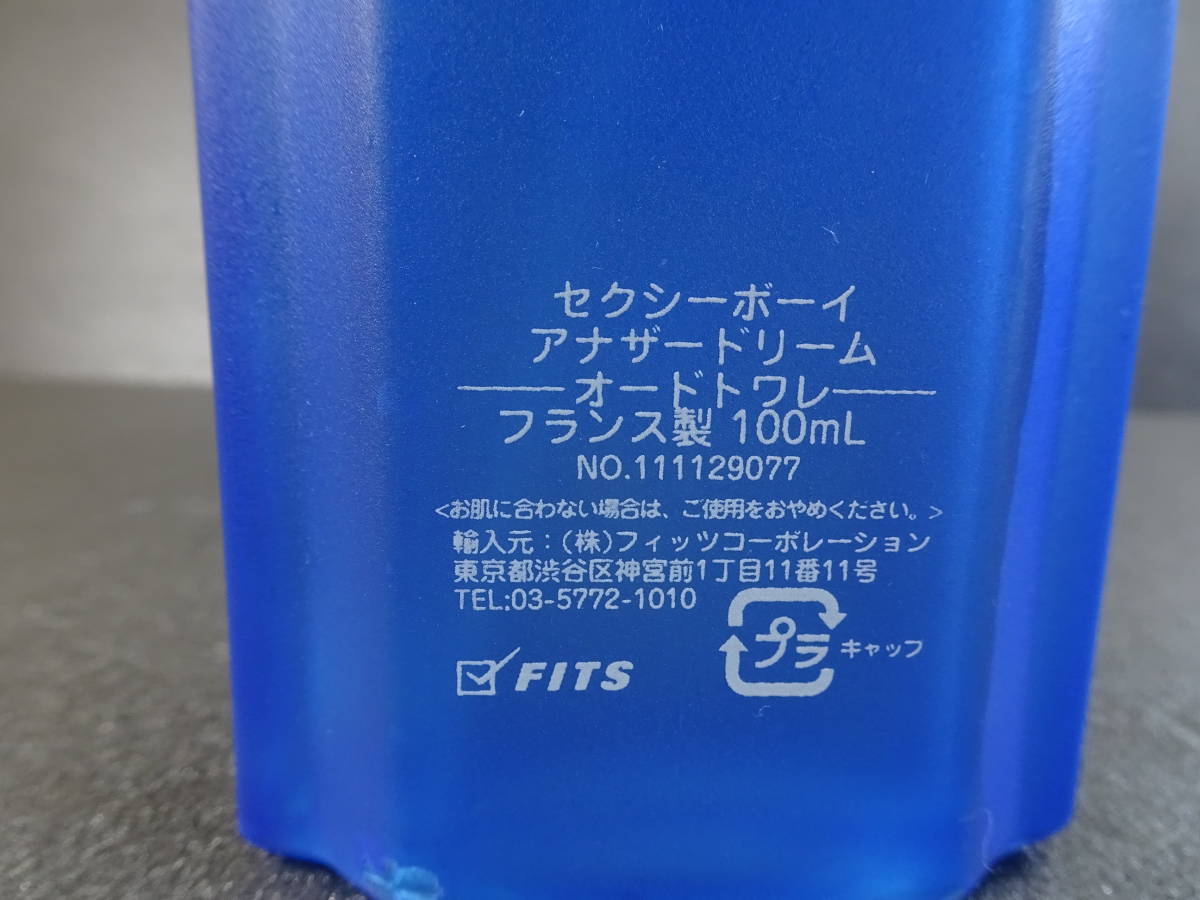 セクシーボーイ
アナザードリーム
オードトワレ
フランス製 100mL
NO.111129077
<お肌に合わない場合は、ご使用をおやめください。>
輸入元：(株)フィッツコーポレーション
東京都渋谷区神宮前1丁目11番11号
TEL:03-5772-1010
プラ キャップ
FITS